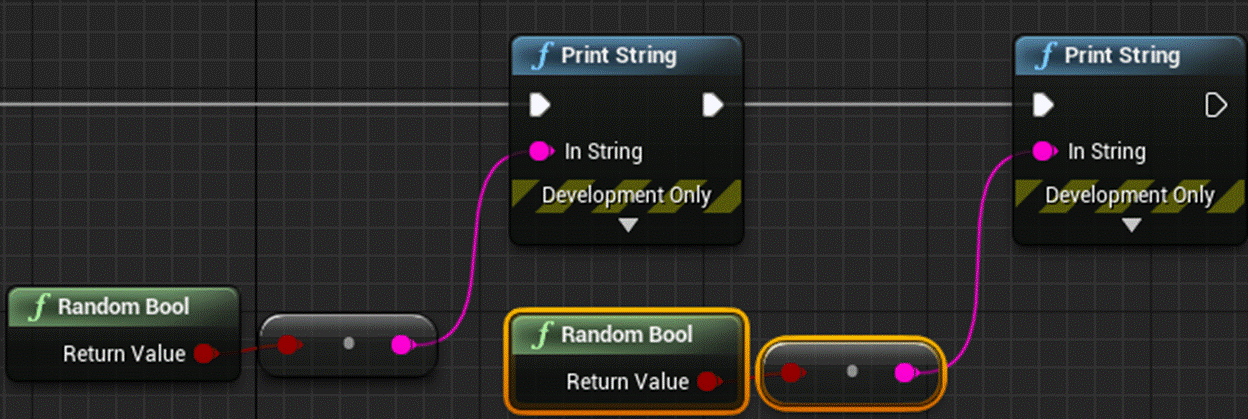 Print String
In String
Development Only
Print String
In String
Development Only
Random Bool
Return Value
Random Bool
Return Value